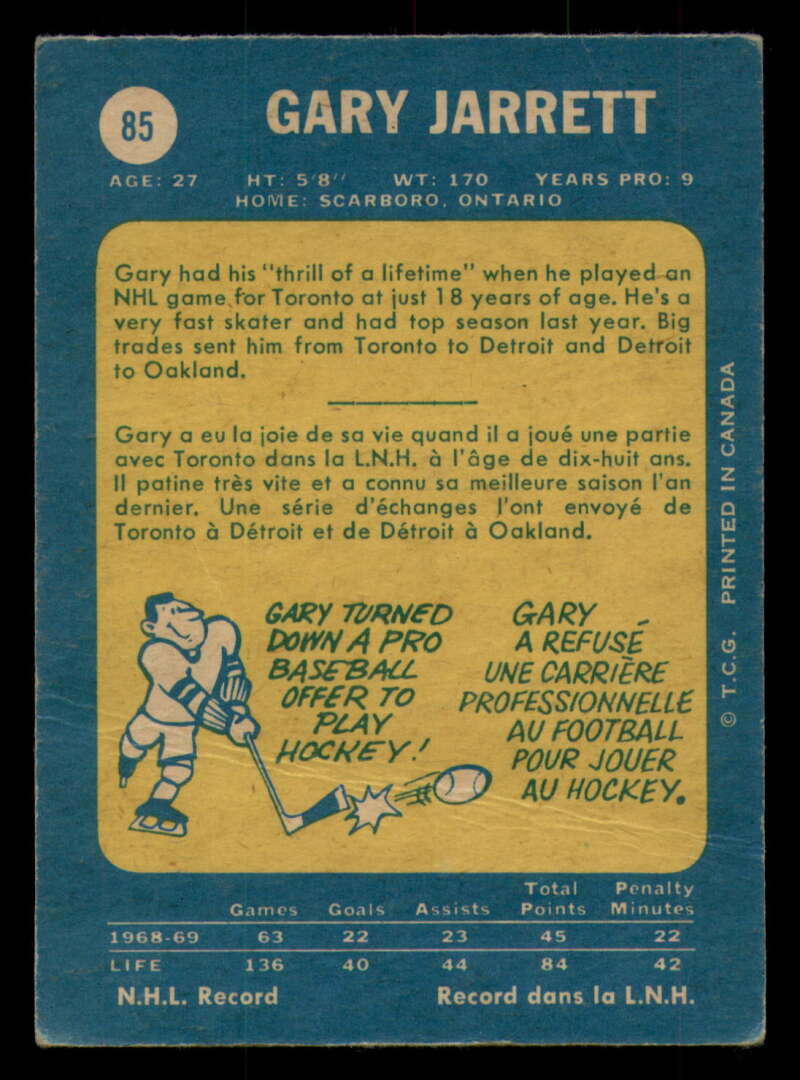 85
GARY JARRETT
AGE: 27 HT: 5'8'' WT: 170 YEARS PRO: 9
HOME: SCARBORO, ONTARIO
Gary had his "thrill of a lifetime" when he played an
NHL game for Toronto at just 18 years of age. He's a
very fast skater and had top season last year. Big
trades sent him from Toronto to Detroit and Detroit
to Oakland.
Gary a eu la joie de sa vie quand il a joué une partie
avec Toronto dans la L.N.H. à l'âge de dix-huit ans.
Il patine très vite et a connu sa meilleure saison l'an
dernier. Une série d'échanges l'ont envoyé de
Toronto à Détroit et de Détroit à Oakland.
GARY TURNED
DOWN A PRO
BASEBALL
OFFER TO
PLAY
HOCKEY!
GARY
A REFUSÉ
UNE CARRIÈRE
PROFESSIONNELLE
AU FOOTBALL
POUR JOUER
AU HOCKEY.
© T.C.G. PRINTED IN CANADA
Games Goals Assists Total Points Penalty Minutes
1968-69 63 22 23 45 22
LIFE 136 40 44 84 42
N.H.L. Record Record dans la L.N.H.